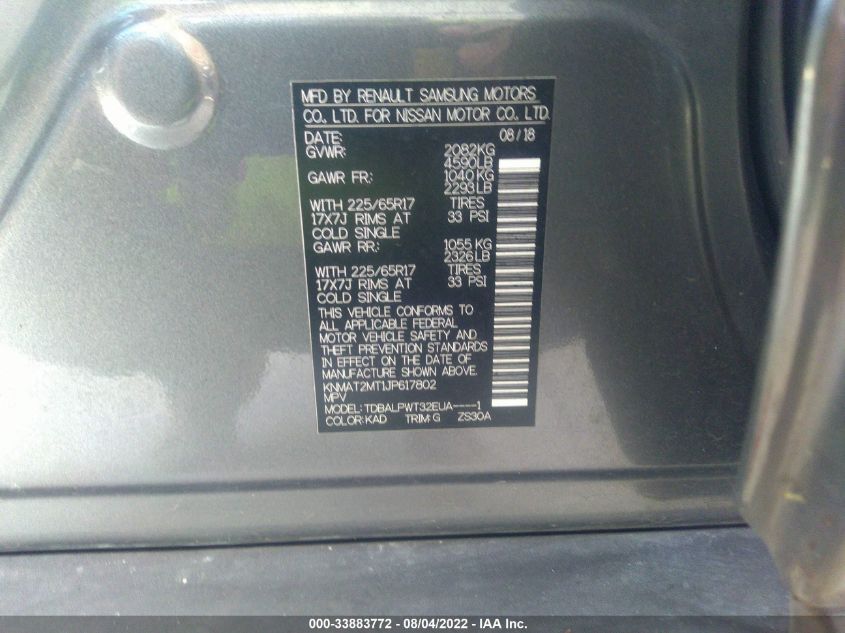 MFD BY RENAULT SAMSUNG MOTORS
CO., LTD. FOR NISSAN MOTOR CO., LTD.
DATE: 08/18
GVWR: 2082KG
4590LB
GAWR FR: 1040 KG
2293LB
WITH 225/65R17 TIRES
17X7J RIMS AT 33 PSI
COLD SINGLE
GAWR RR: 1055 KG
2326LB
WITH 225/65R17 TIRES
17X7J RIMS AT 33 PSI
COLD SINGLE
THIS VEHICLE CONFORMS TO
ALL APPLICABLE FEDERAL
MOTOR VEHICLE SAFETY AND
THEFT PREVENTION STANDARDS
IN EFFECT ON THE DATE OF
MANUFACTURE SHOWN ABOVE.
KNMAT2MT1JP617802
MPV
MODEL: TDBALPWT32EUA----1
COLOR: KAD TRIM: G ZS30A
000-33883772 - 08/04/2022 - IAA Inc.